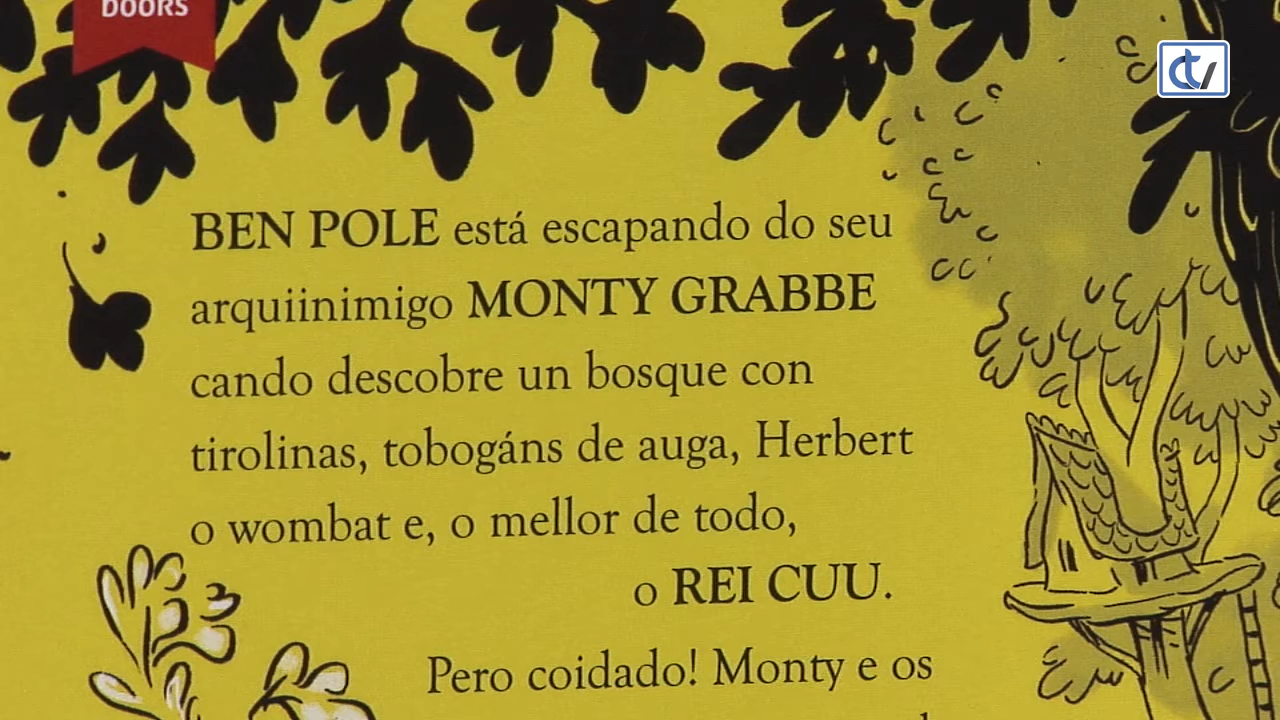 DOORS
BEN POLE está escapando do seu
arquiinimigo MONTY GRABBE
cando descobre un bosque con
tirolinas, tobogáns de auga, Herbert
o wombat e, o mellor de todo,
o REI CUU.
Pero coidado! Monty e os